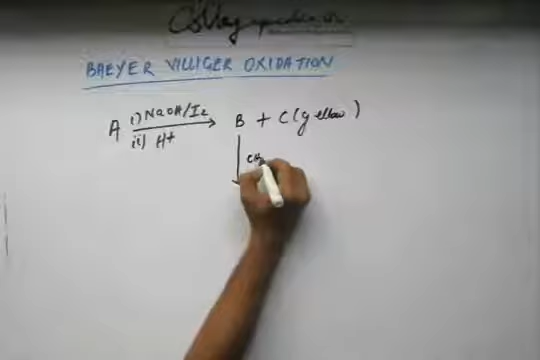 BAEYER VILLIGER OXIDATION
A i) NaOH/I2 B + C (yellow)
ii) H+